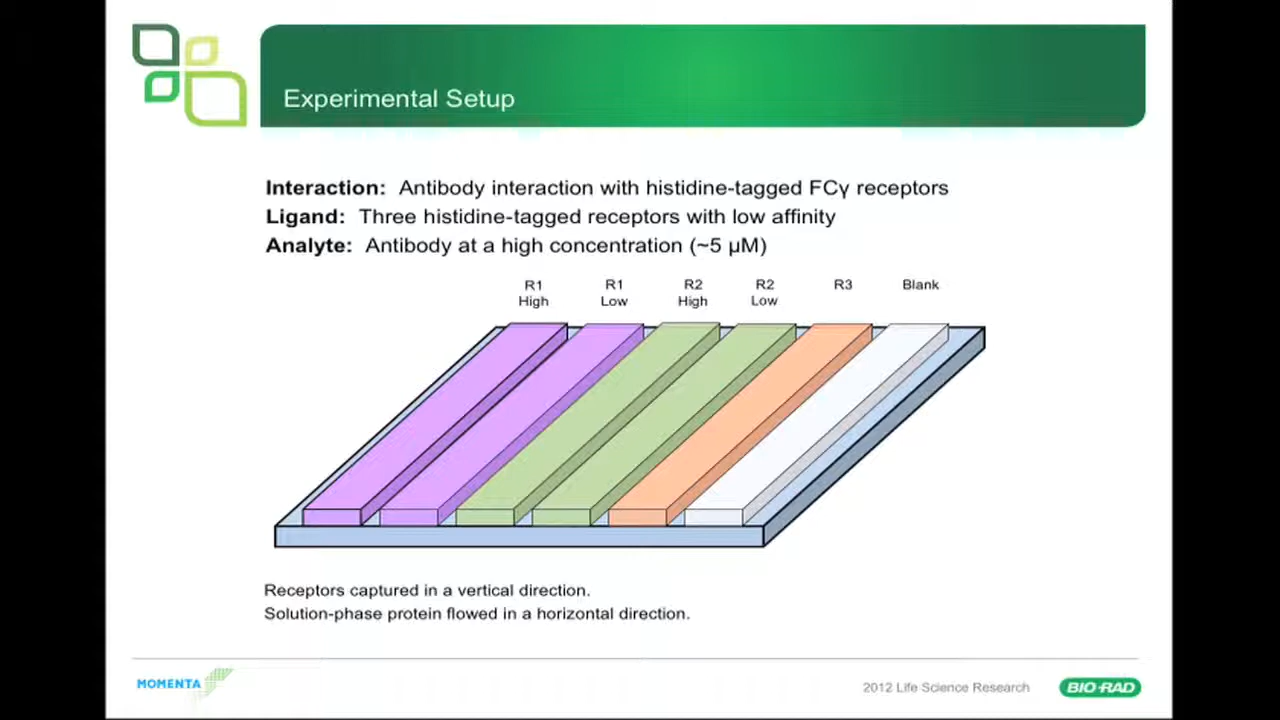 Experimental Setup
Interaction: Antibody interaction with histidine-tagged FCγ receptors
Ligand: Three histidine-tagged receptors with low affinity
Analyte: Antibody at a high concentration (~5 µM)
R1 High
R1 Low
R2 High
R2 Low
R3
Blank
Receptors captured in a vertical direction.
Solution-phase protein flowed in a horizontal direction.
MOMENTA
2012 Life Science Research
BIO-RAD